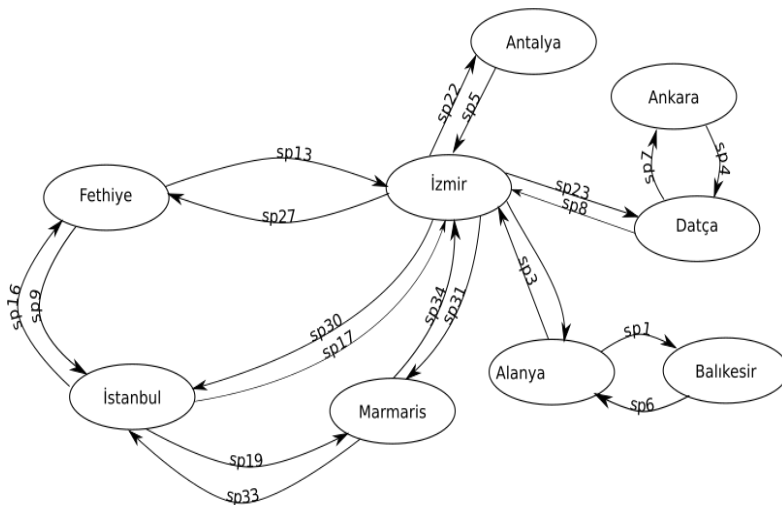 Antalya
sp22
sp5
Ankara
sp7
sp4
sp13
İzmir
Fethiye
sp27
sp23
sp8
Datça
sp16
sp9
sp3
sp34
sp31
sp30
sp17
sp1
Alanya
Balıkesir
İstanbul
sp6
Marmaris
sp19
sp33